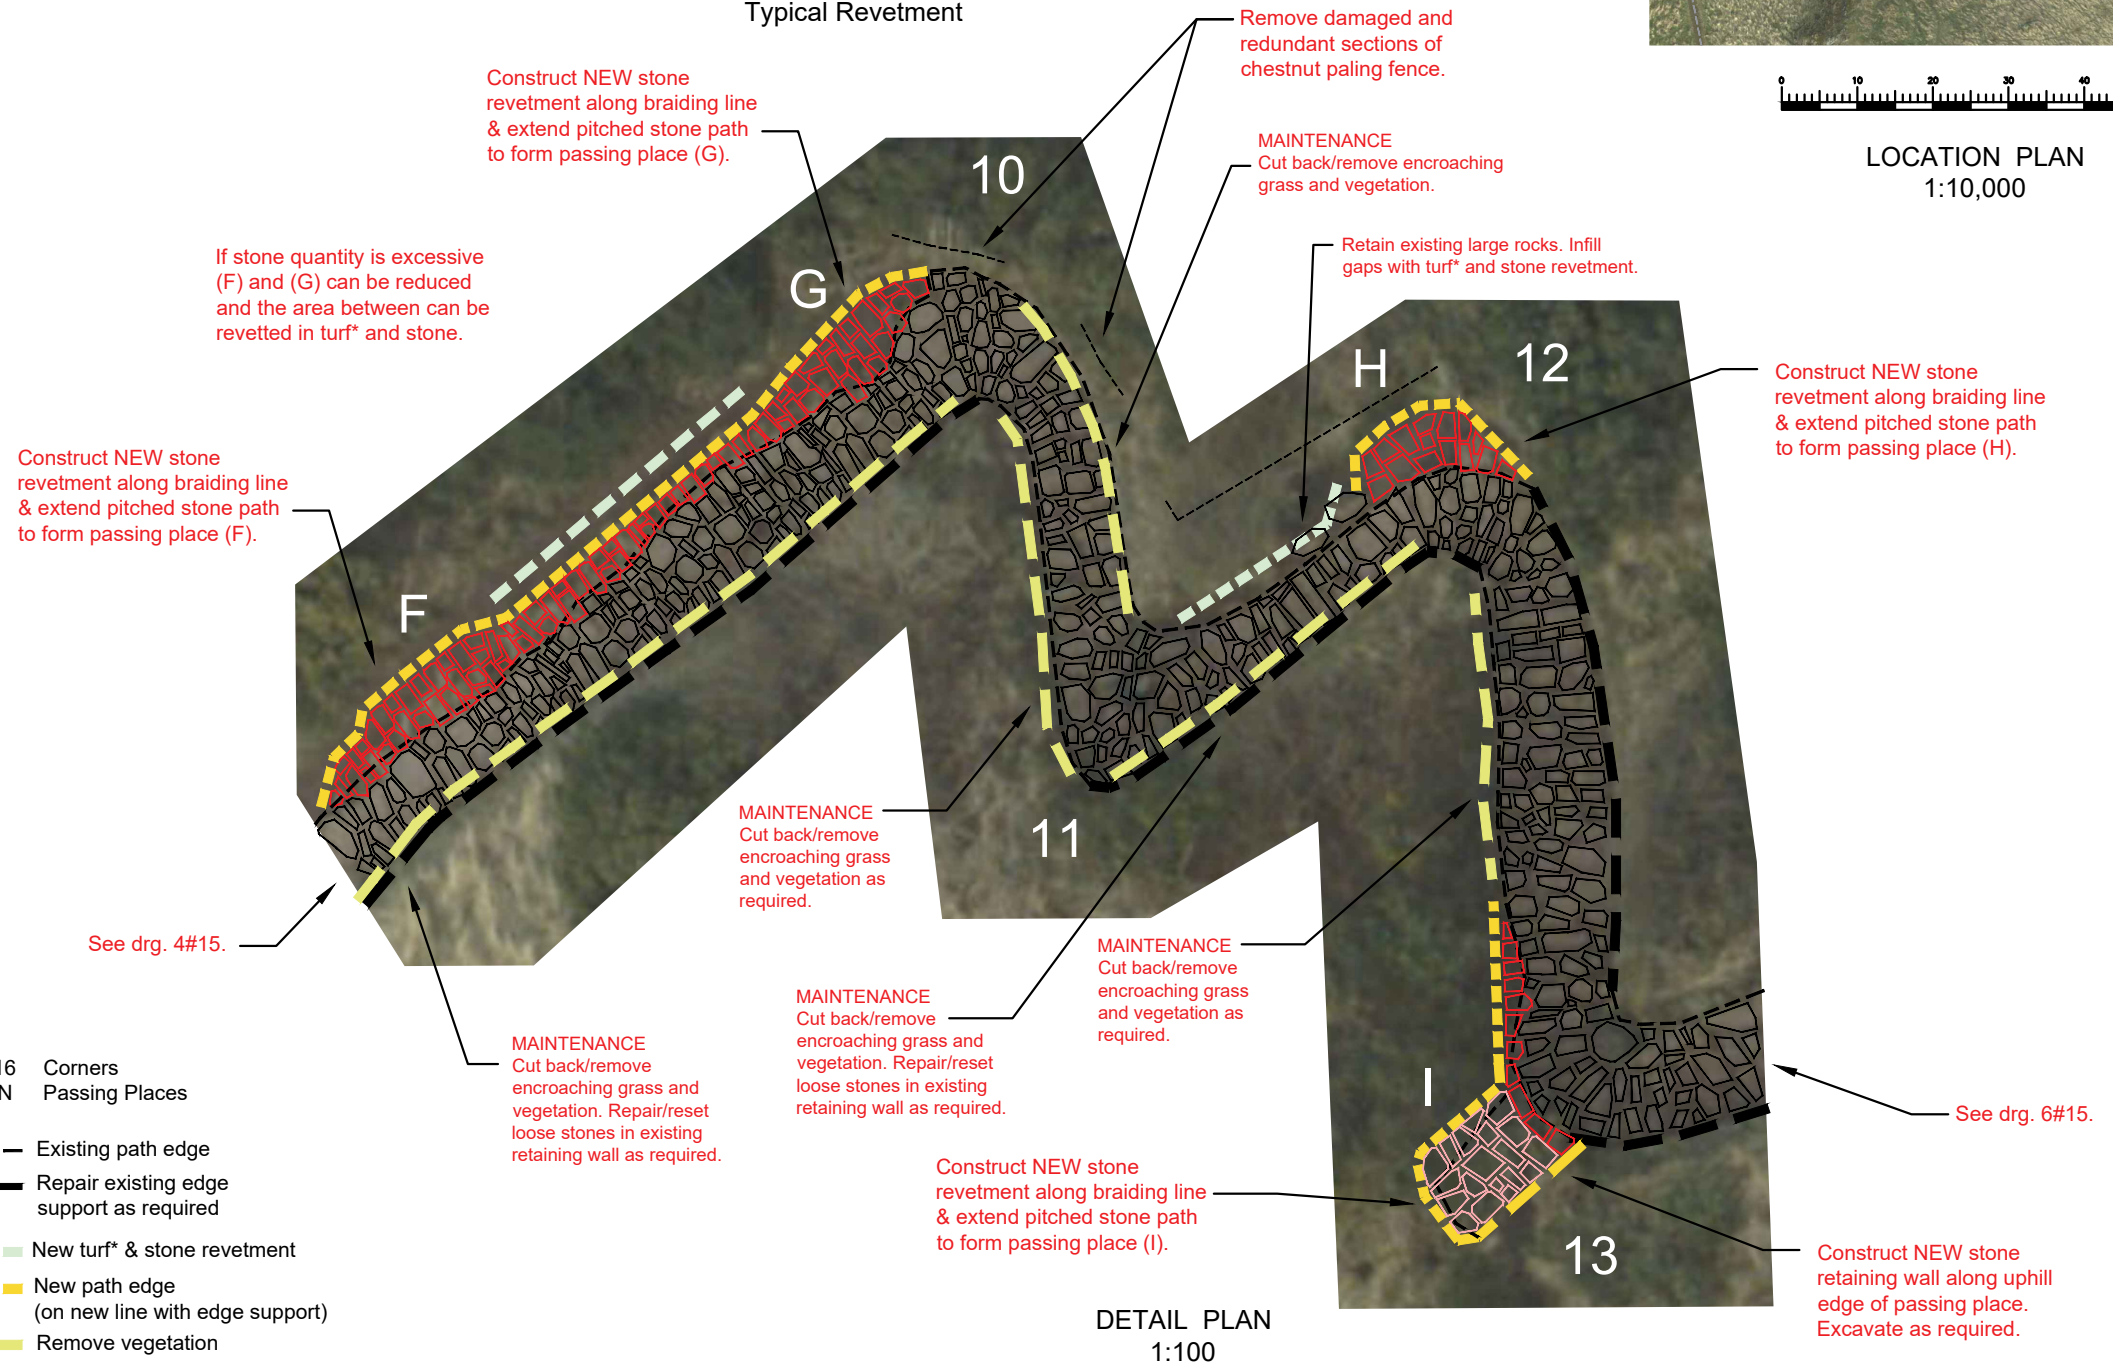 Typical Revetment
Remove damaged and
redundant sections of
chestnut paling fence.
Construct NEW stone
revetment along braiding line
& extend pitched stone path
to form passing place (G).
0 10 20 30 40
MAINTENANCE
Cut back/remove encroaching
grass and vegetation.
LOCATION PLAN
1:10,000
10
If stone quantity is excessive
(F) and (G) can be reduced
and the area between can be
revetted in turf* and stone.
Retain existing large rocks. Infill
gaps with turf* and stone revetment.
G
H
12
Construct NEW stone
revetment along braiding line
& extend pitched stone path
to form passing place (H).
Construct NEW stone
revetment along braiding line
& extend pitched stone path
to form passing place (F).
F
MAINTENANCE
Cut back/remove
encroaching grass
and vegetation as
required.
11
See drg. 4#15.
MAINTENANCE
Cut back/remove
encroaching grass
and vegetation as
required.
MAINTENANCE
Cut back/remove
encroaching grass and
vegetation. Repair/reset
loose stones in existing
retaining wall as required.
MAINTENANCE
Cut back/remove
encroaching grass and
vegetation. Repair/reset
loose stones in existing
retaining wall as required.
I
See drg. 6#15.
Construct NEW stone
revetment along braiding line
& extend pitched stone path
to form passing place (I).
13
Construct NEW stone
retaining wall along uphill
edge of passing place.
Excavate as required.
16 Corners
N Passing Places
Existing path edge
Repair existing edge
support as required
New turf* & stone revetment
New path edge
(on new line with edge support)
Remove vegetation
DETAIL PLAN
1:100